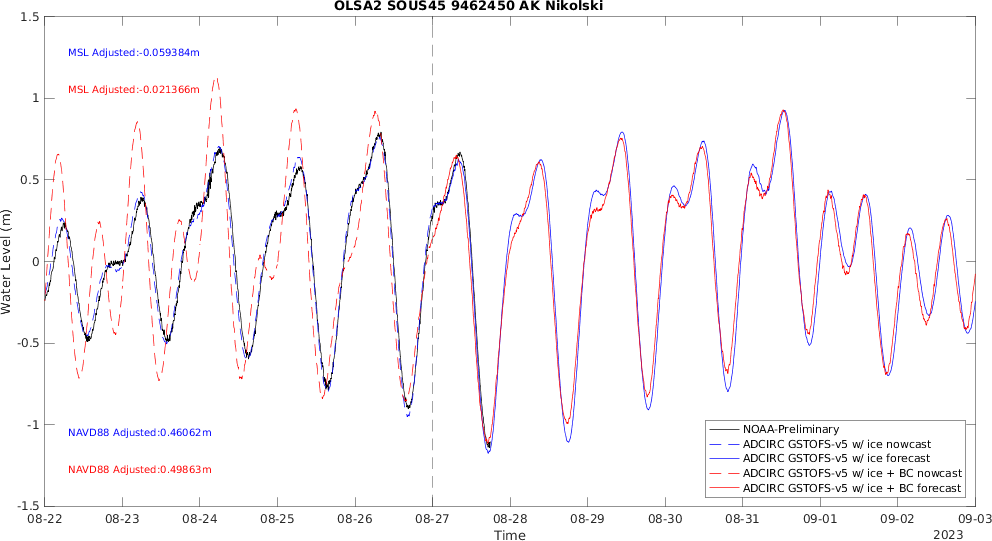 OLSA2 SOUS45 9462450 AK Nikolski
1.5
1
0.5
0
-0.5
-1
-1.5
Water Level (m)
MSL Adjusted:-0.059384m
MSL Adjusted:-0.021366m
NAVD88 Adjusted:0.46062m
NAVD88 Adjusted:0.49863m
NOAA-Preliminary
ADCIRC GSTOFS-v5 w/ ice nowcast
ADCIRC GSTOFS-v5 w/ ice forecast
ADCIRC GSTOFS-v5 w/ ice + BC nowcast
ADCIRC GSTOFS-v5 w/ ice + BC forecast
08-22 08-23 08-24 08-25 08-26 08-27 08-28 08-29 08-30 08-31 09-01 09-02 09-03
Time
2023